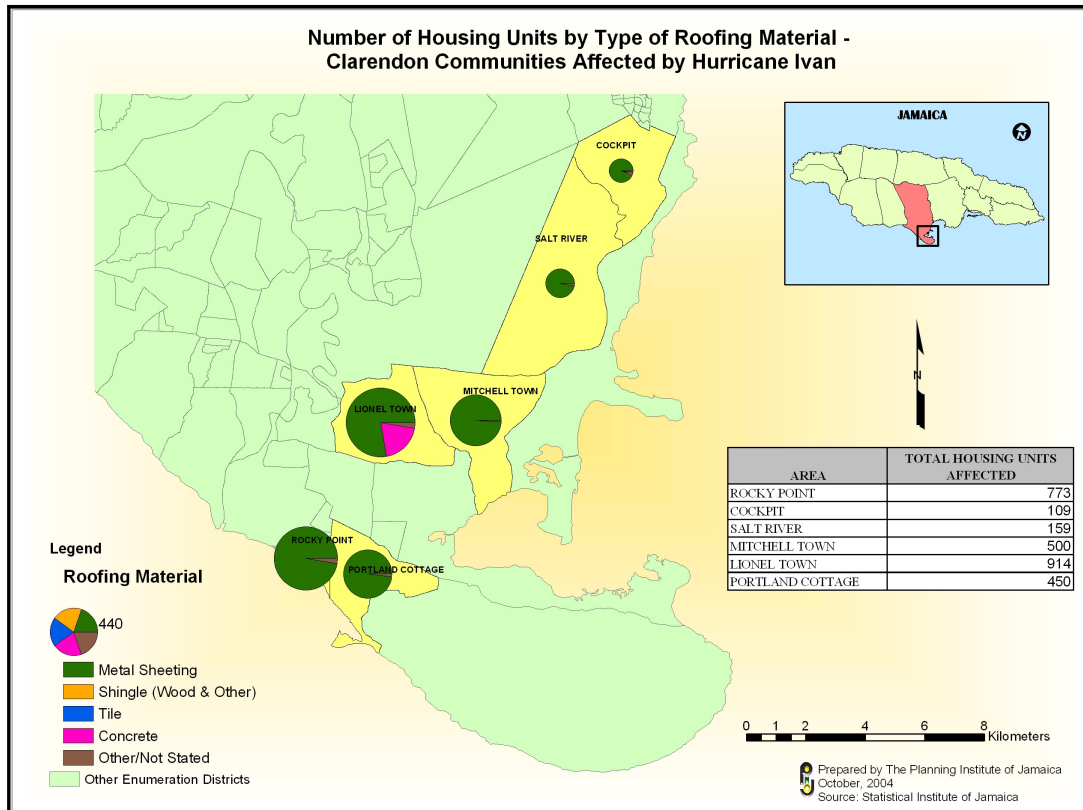 Number of Housing Units by Type of Roofing Material -
Clarendon Communities Affected by Hurricane Ivan
JAMAICA
N
COCKPIT
SALT RIVER
MITCHELL TOWN
LIONEL TOWN
ROCKY POINT
PORTLAND COTTAGE
N
AREA TOTAL HOUSING UNITS
AFFECTED
ROCKY POINT 773
COCKPIT 109
SALT RIVER 159
MITCHELL TOWN 500
LIONEL TOWN 914
PORTLAND COTTAGE 450
Legend
Roofing Material
440
Metal Sheeting
Shingle (Wood & Other)
Tile
Concrete
Other/Not Stated
Other Enumeration Districts
0 1 2 4 6 8
Kilometers
Prepared by The Planning Institute of Jamaica
October, 2004
Source: Statistical Institute of Jamaica